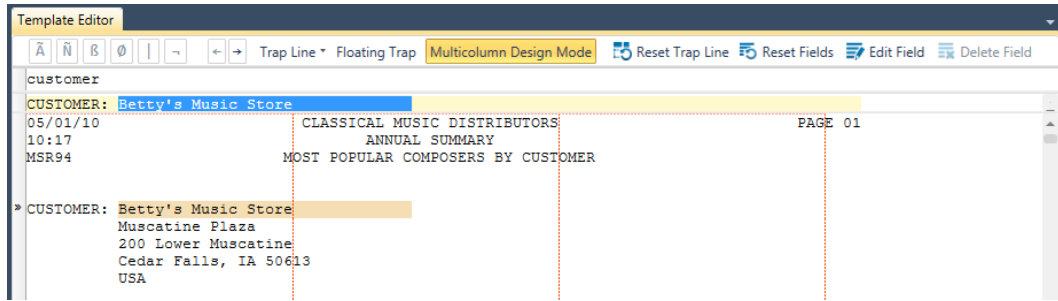 Template Editor
Ã Ñ ß Ø | ¬ ← → Trap Line Floating Trap Multicolumn Design Mode Reset Trap Line Reset Fields Edit Field Delete Field
customer
CUSTOMER: Betty's Music Store
05/01/10 CLASSICAL MUSIC DISTRIBUTORS PAGE 01
10:17 ANNUAL SUMMARY
MSR94 MOST POPULAR COMPOSERS BY CUSTOMER
» CUSTOMER: Betty's Music Store
Muscatine Plaza
200 Lower Muscatine
Cedar Falls, IA 50613
USA